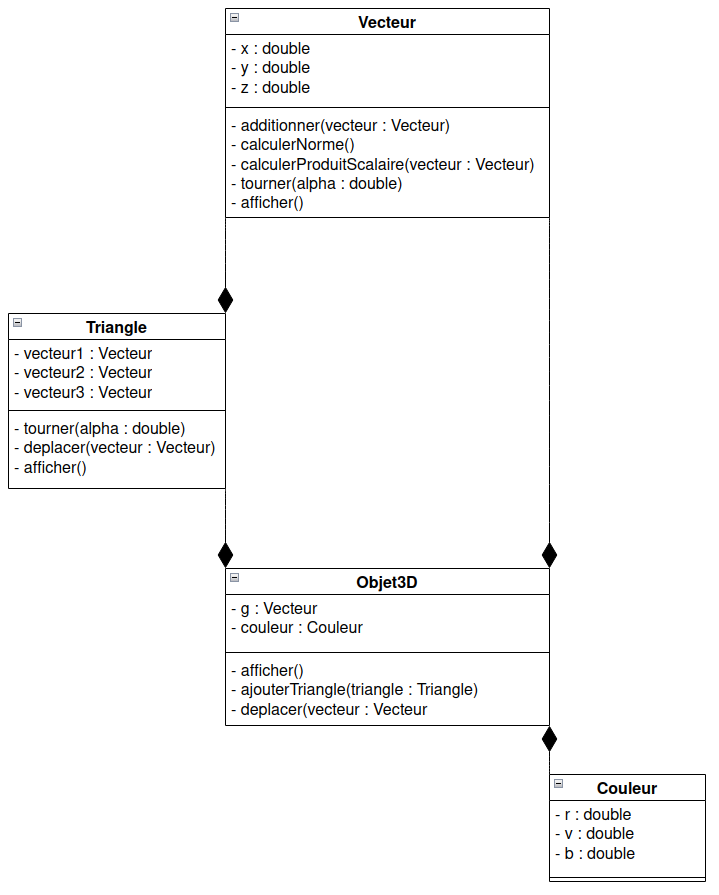 Vecteur
- x : double
- y : double
- z : double
- additionner(vecteur : Vecteur)
- calculerNorme()
- calculerProduitScalaire(vecteur : Vecteur)
- tourner(alpha : double)
- afficher()
Triangle
- vecteur1 : Vecteur
- vecteur2 : Vecteur
- vecteur3 : Vecteur
- tourner(alpha : double)
- deplacer(vecteur : Vecteur)
- afficher()
Objet3D
- g : Vecteur
- couleur : Couleur
- afficher()
- ajouterTriangle(triangle : Triangle)
- deplacer(vecteur : Vecteur
Couleur
- r : double
- v : double
- b : double